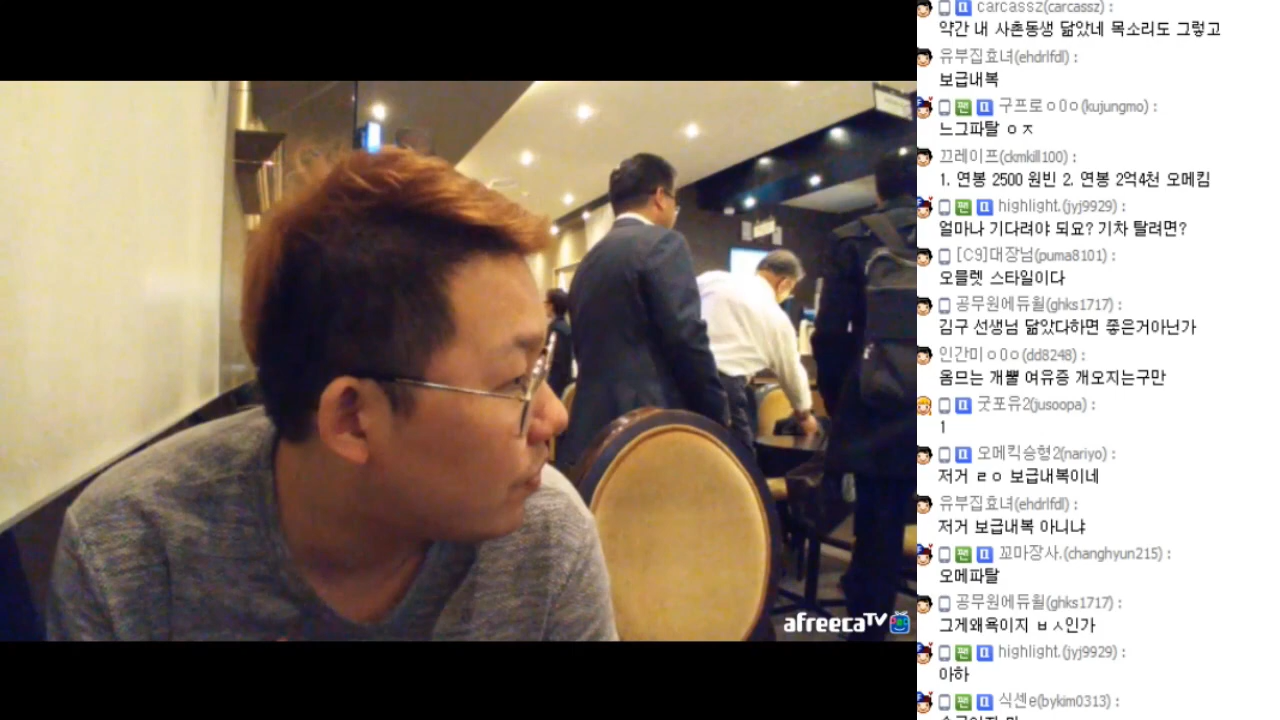 carcassz(carcassz) :
약간 내 사촌동생 닮았네 목소리도 그렇고
유부집효녀(ehdrlfdl) :
보급내복
팬 구프로ㅇ0ㅇ(kujungmo) :
느그파탈 ㅇㅈ
끄레이프(ckmkill100) :
1. 연봉 2500 원빈 2. 연봉 2억4천 오메킴
팬 highlight.(jyj9929) :
얼마나 기다려야 되요? 기차 탈려면?
[C9]대장님(puma8101) :
오믈렛 스타일이다
공무원에듀윌(ghks1717) :
김구 선생님 닮았다하면 좋은거아닌가
인간미ㅇ0ㅇ(dd8248) :
옴므는 개뿔 여유증 개오지는구만
굿포유2(jusoopa) :
1
오메킥승형2(nariyo) :
저거 ㄹㅇ 보급내복이네
유부집효녀(ehdrlfdl) :
저거 보급내복 아니냐
팬 꼬마장사.(changhyun215) :
오메파탈
공무원에듀윌(ghks1717) :
그게왜욕이지 ㅂㅅ인가
팬 highlight.(jyj9929) :
아하
팬 식센e(bykim0313) :
afreecaTV